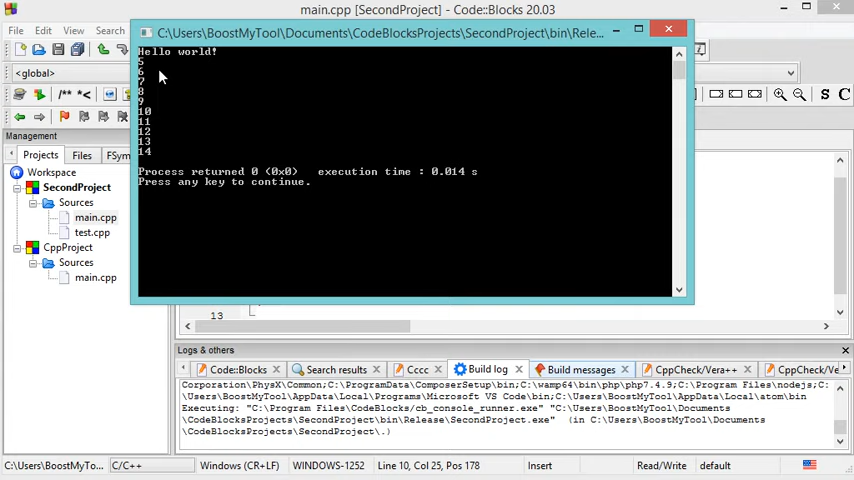 main.cpp [SecondProject] - Code::Blocks 20.03
C:\Users\BoostMyTool\Documents\CodeBlocksProjects\SecondProject\bin\Rele...
File Edit View Search
<global>
/** *<
S C
Management
Projects Files FSym
Workspace
SecondProject
Sources
main.cpp
test.cpp
CppProject
Sources
main.cpp
Hello world!
5
6
7
8
9
10
11
12
13
14
Process returned 0 (0x0) execution time : 0.014 s
Press any key to continue.
13
Logs & others
Code::Blocks Search results Cccc Build log Build messages CppCheck/Vera++ CppCheck/Ve
Corporation\PhysX\Common;C:\ProgramData\ComposerSetup\bin;C:\wamp64\bin\php\php7.4.9;C:\Program Files\nodejs;C:
\Users\BoostMyTool\AppData\Local\Programs\Microsoft VS Code\bin;C:\Users\BoostMyTool\AppData\Local\atom\bin
Executing: "C:\Program Files\CodeBlocks/cb_console_runner.exe" "C:\Users\BoostMyTool\Documents
\CodeBlocksProjects\SecondProject\bin\Release\SecondProject.exe" (in C:\Users\BoostMyTool\Documents
\CodeBlocksProjects\SecondProject\.)
C:\Users\BoostMyTo... C/C++ Windows (CR+LF) WINDOWS-1252 Line 10, Col 25, Pos 178 Insert Read/Write default